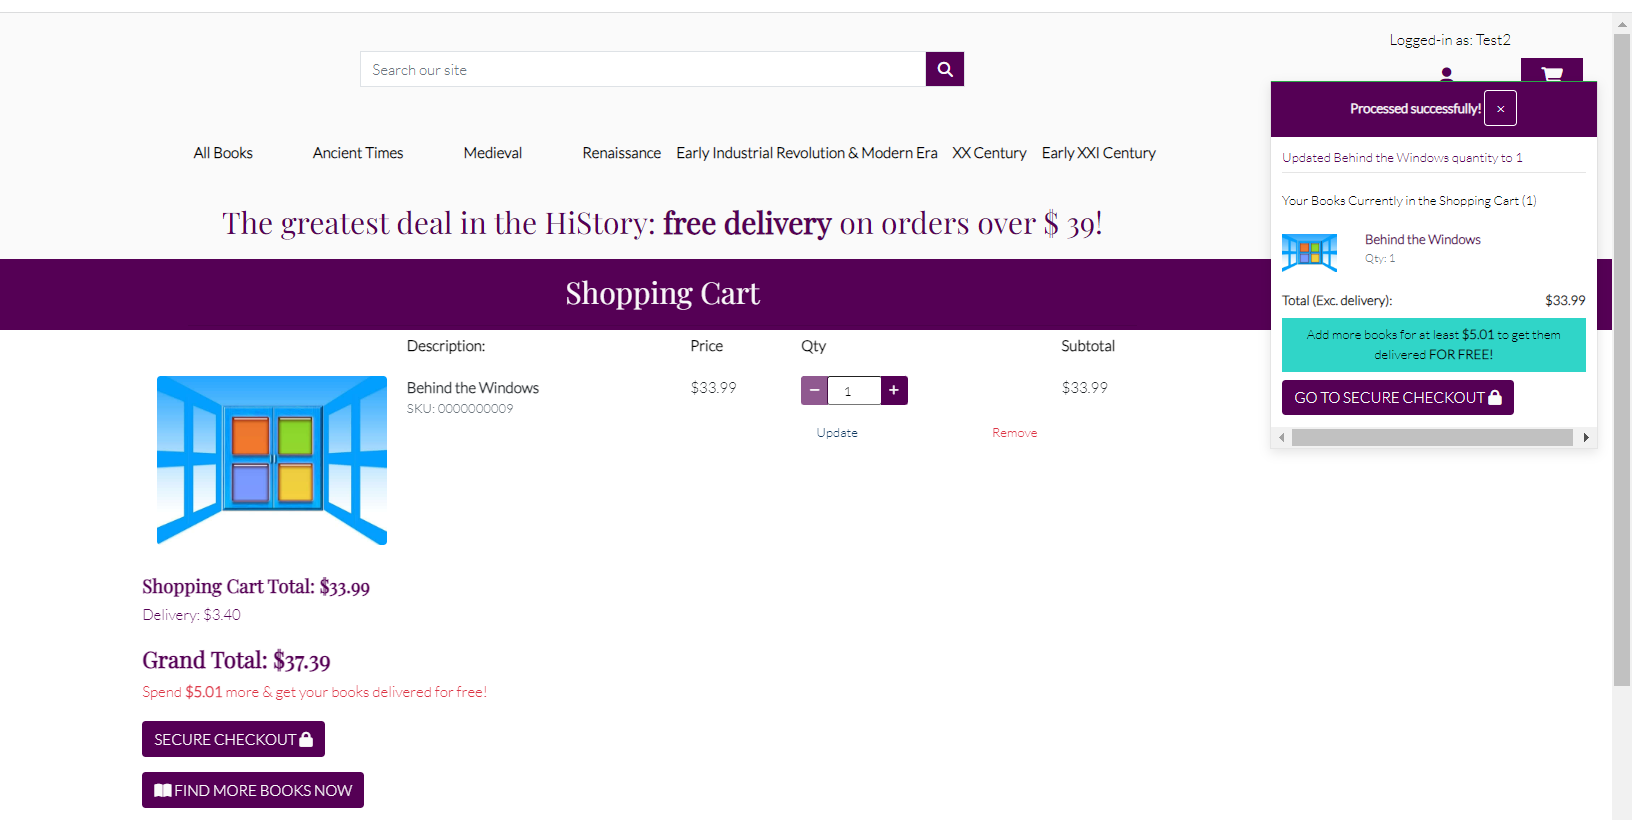 Logged-in as: Test2
Search our site
All Books Ancient Times Medieval Renaissance Early Industrial Revolution & Modern Era XX Century Early XXI Century
The greatest deal in the HiStory: free delivery on orders over $ 39!
Shopping Cart
Description: Price Qty Subtotal
Behind the Windows $33.99 1 $33.99
SKU: 0000000009
Update Remove
Shopping Cart Total: $33.99
Delivery: $3.40
Grand Total: $37.39
Spend $5.01 more & get your books delivered for free!
SECURE CHECKOUT
FIND MORE BOOKS NOW
Processed successfully! ×
Updated Behind the Windows quantity to 1
Your Books Currently in the Shopping Cart (1)
Behind the Windows
Qty: 1
Total (Exc. delivery): $33.99
Add more books for at least $5.01 to get them
delivered FOR FREE!
GO TO SECURE CHECKOUT